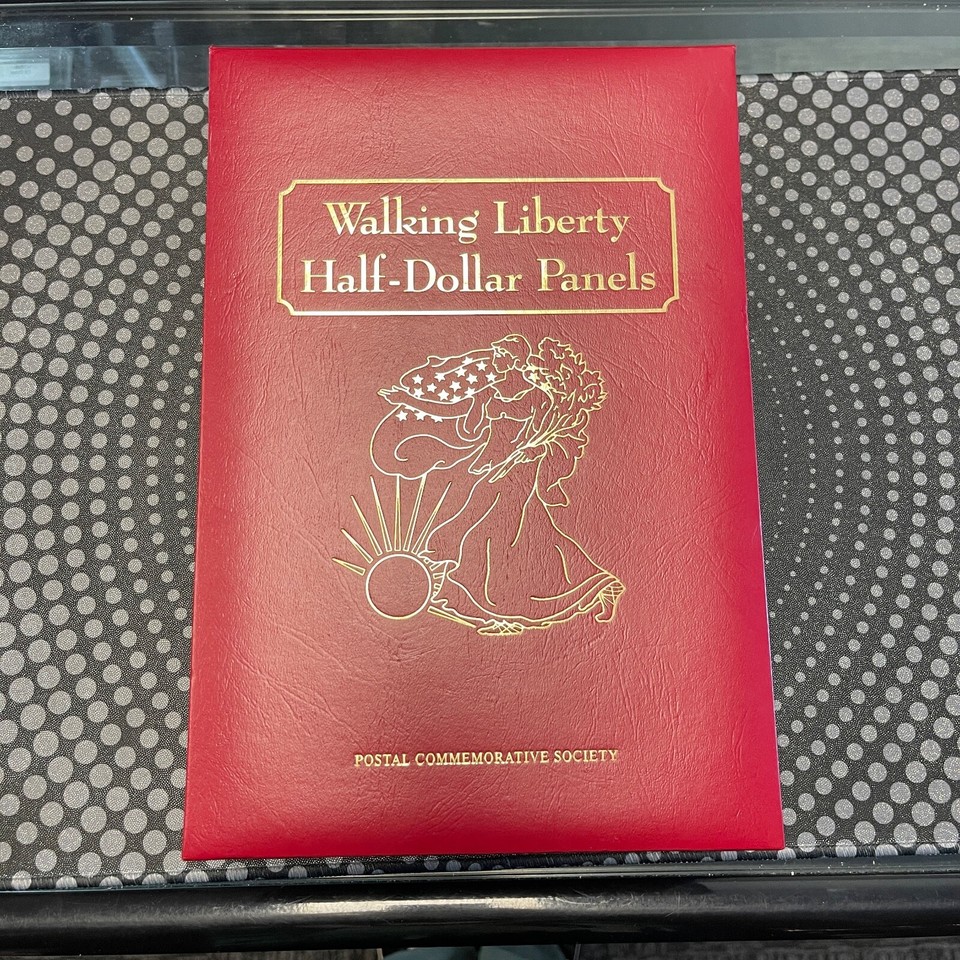 Walking Liberty
Half-Dollar Panels
POSTAL COMMEMORATIVE SOCIETY